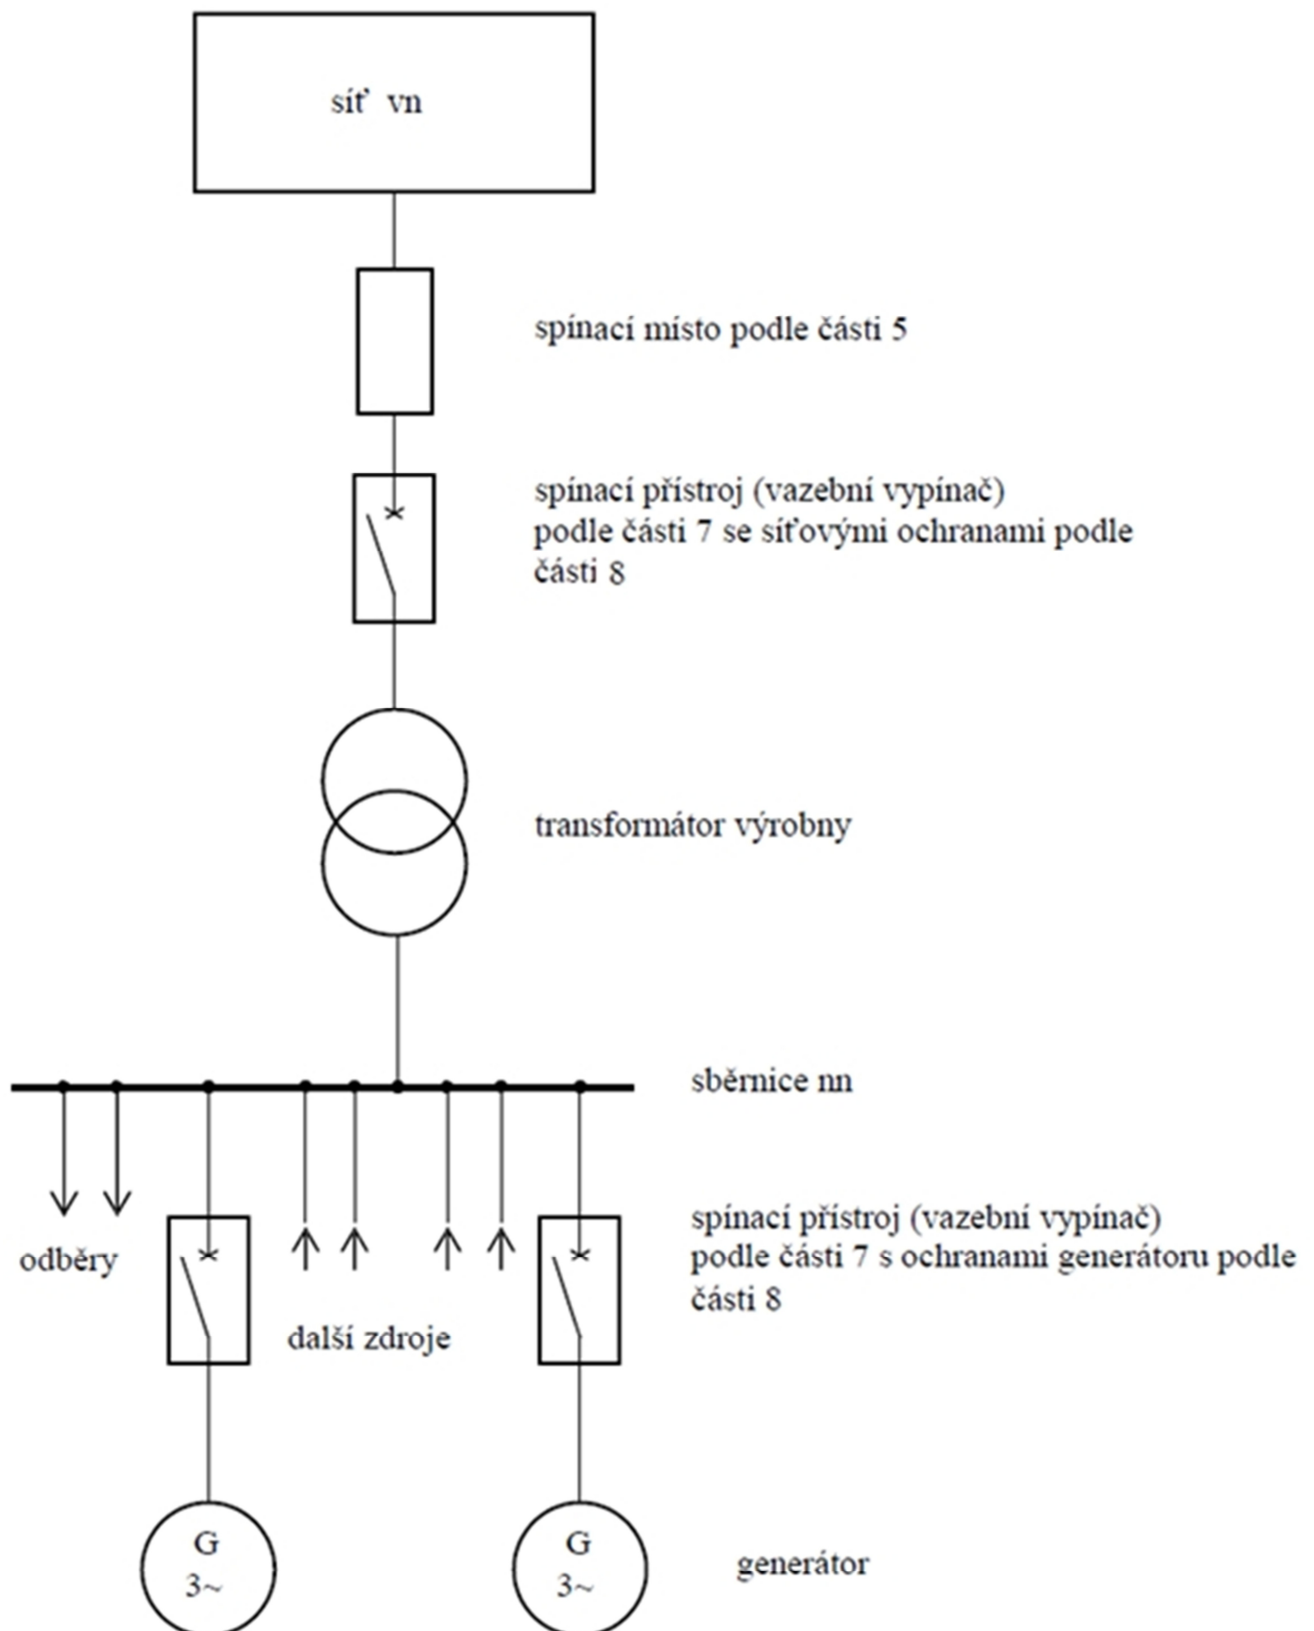 síť vn
spínací místo podle části 5
spínací přístroj (vazební vypínač)
podle části 7 se síťovými ochranami podle
části 8
transformátor výrobny
sběrnice nn
spínací přístroj (vazební vypínač)
podle části 7 s ochranami generátoru podle
části 8
odběry
další zdroje
G
3~
G
3~
generátor